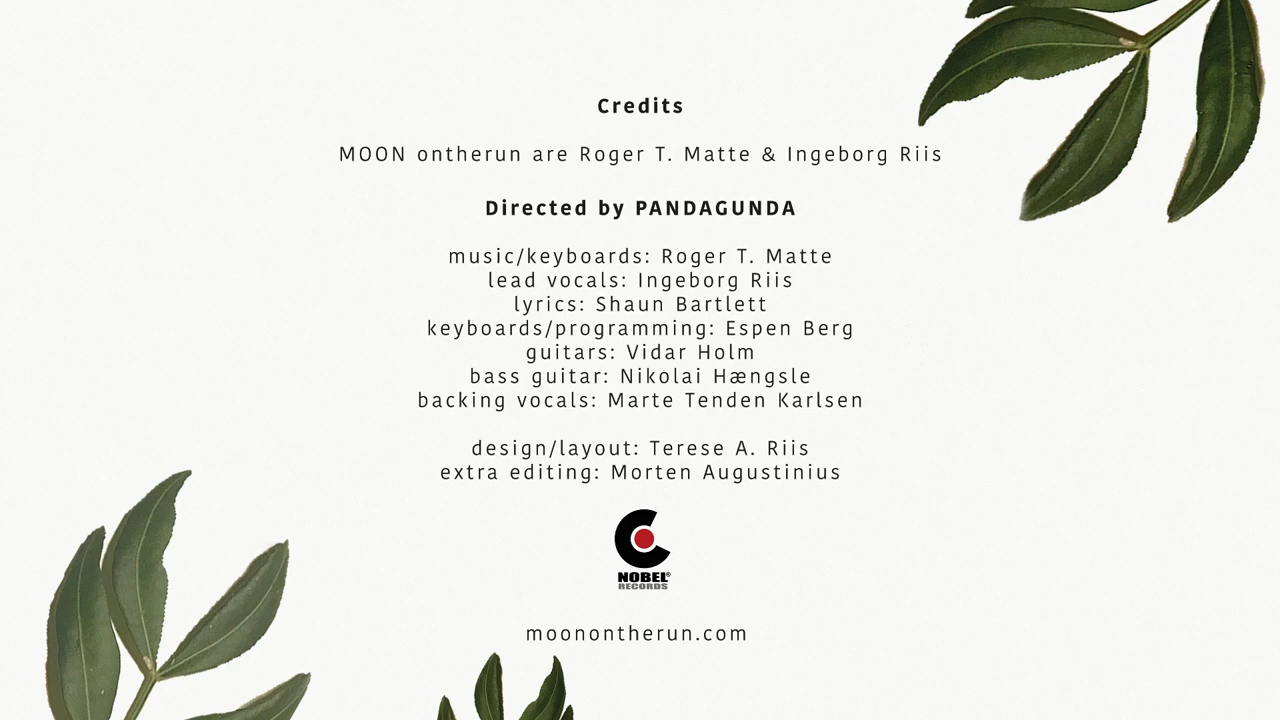 Credits
MOON ontherun are Roger T. Matte & Ingeborg Riis
Directed by PANDAGUNDA
music/keyboards: Roger T. Matte
lead vocals: Ingeborg Riis
lyrics: Shaun Bartlett
keyboards/programming: Espen Berg
guitars: Vidar Holm
bass guitar: Nikolai Hængsle
backing vocals: Marte Tenden Karlsen
design/layout: Terese A. Riis
extra editing: Morten Augustinius
NOBEL®
RECORDS
moonontherun.com